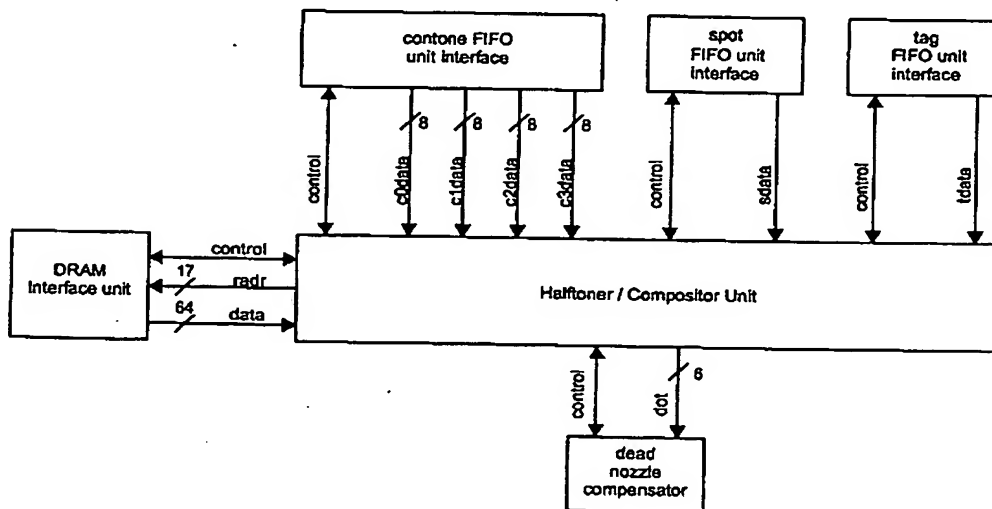 contone FIFO
unit interface
spot
FIFO unit
interface
tag
FIFO unit
interface
control
8
c0data
8
c1data
8
c2data
8
c3data
control
sdata
control
tdata
DRAM
Interface unit
control
17
radr
64
data
Halftoner / Compositor Unit
control
6
dot
dead
nozzle
compensator